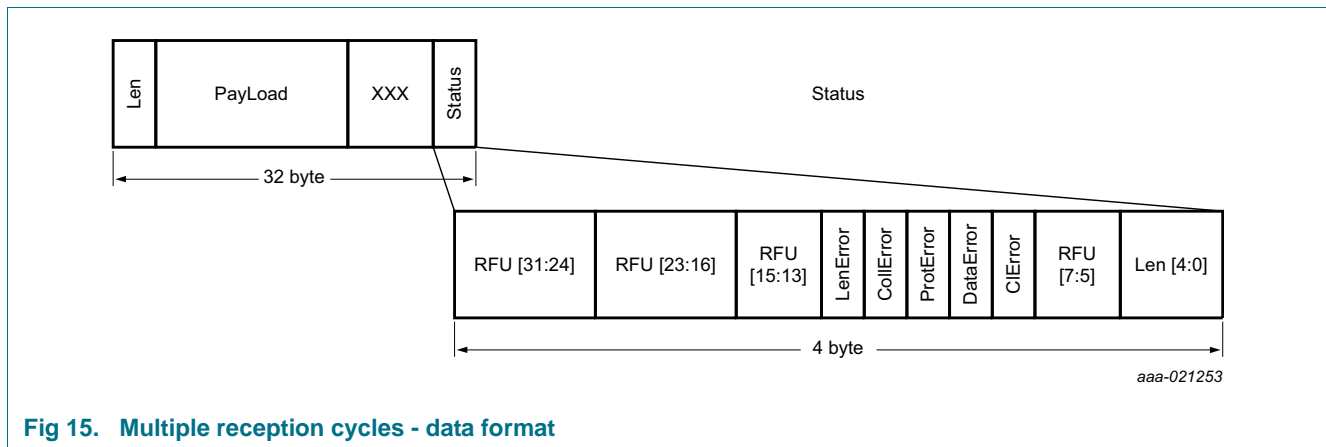 Len
PayLoad
XXX
Status
Status
32 byte
RFU [31:24]
RFU [23:16]
RFU
[15:13]
LenError
CollError
ProtError
DataError
ClError
RFU
[7:5]
Len [4:0]
4 byte
aaa-021253
Fig 15. Multiple reception cycles - data format